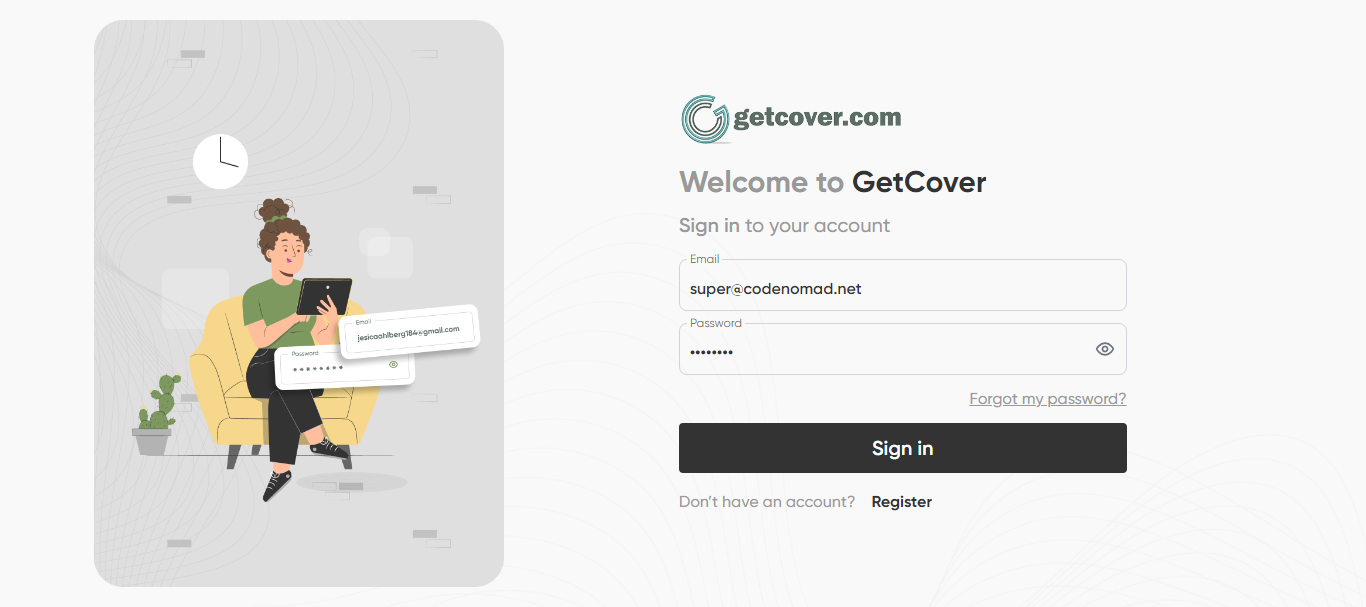 getcover.com
Welcome to GetCover
Sign in to your account
Email
super@codenomad.net
Password
••••••••
Forgot my password?
Sign in
Don't have an account? Register
Email
jesicaahlberg184@gmail.com
Password